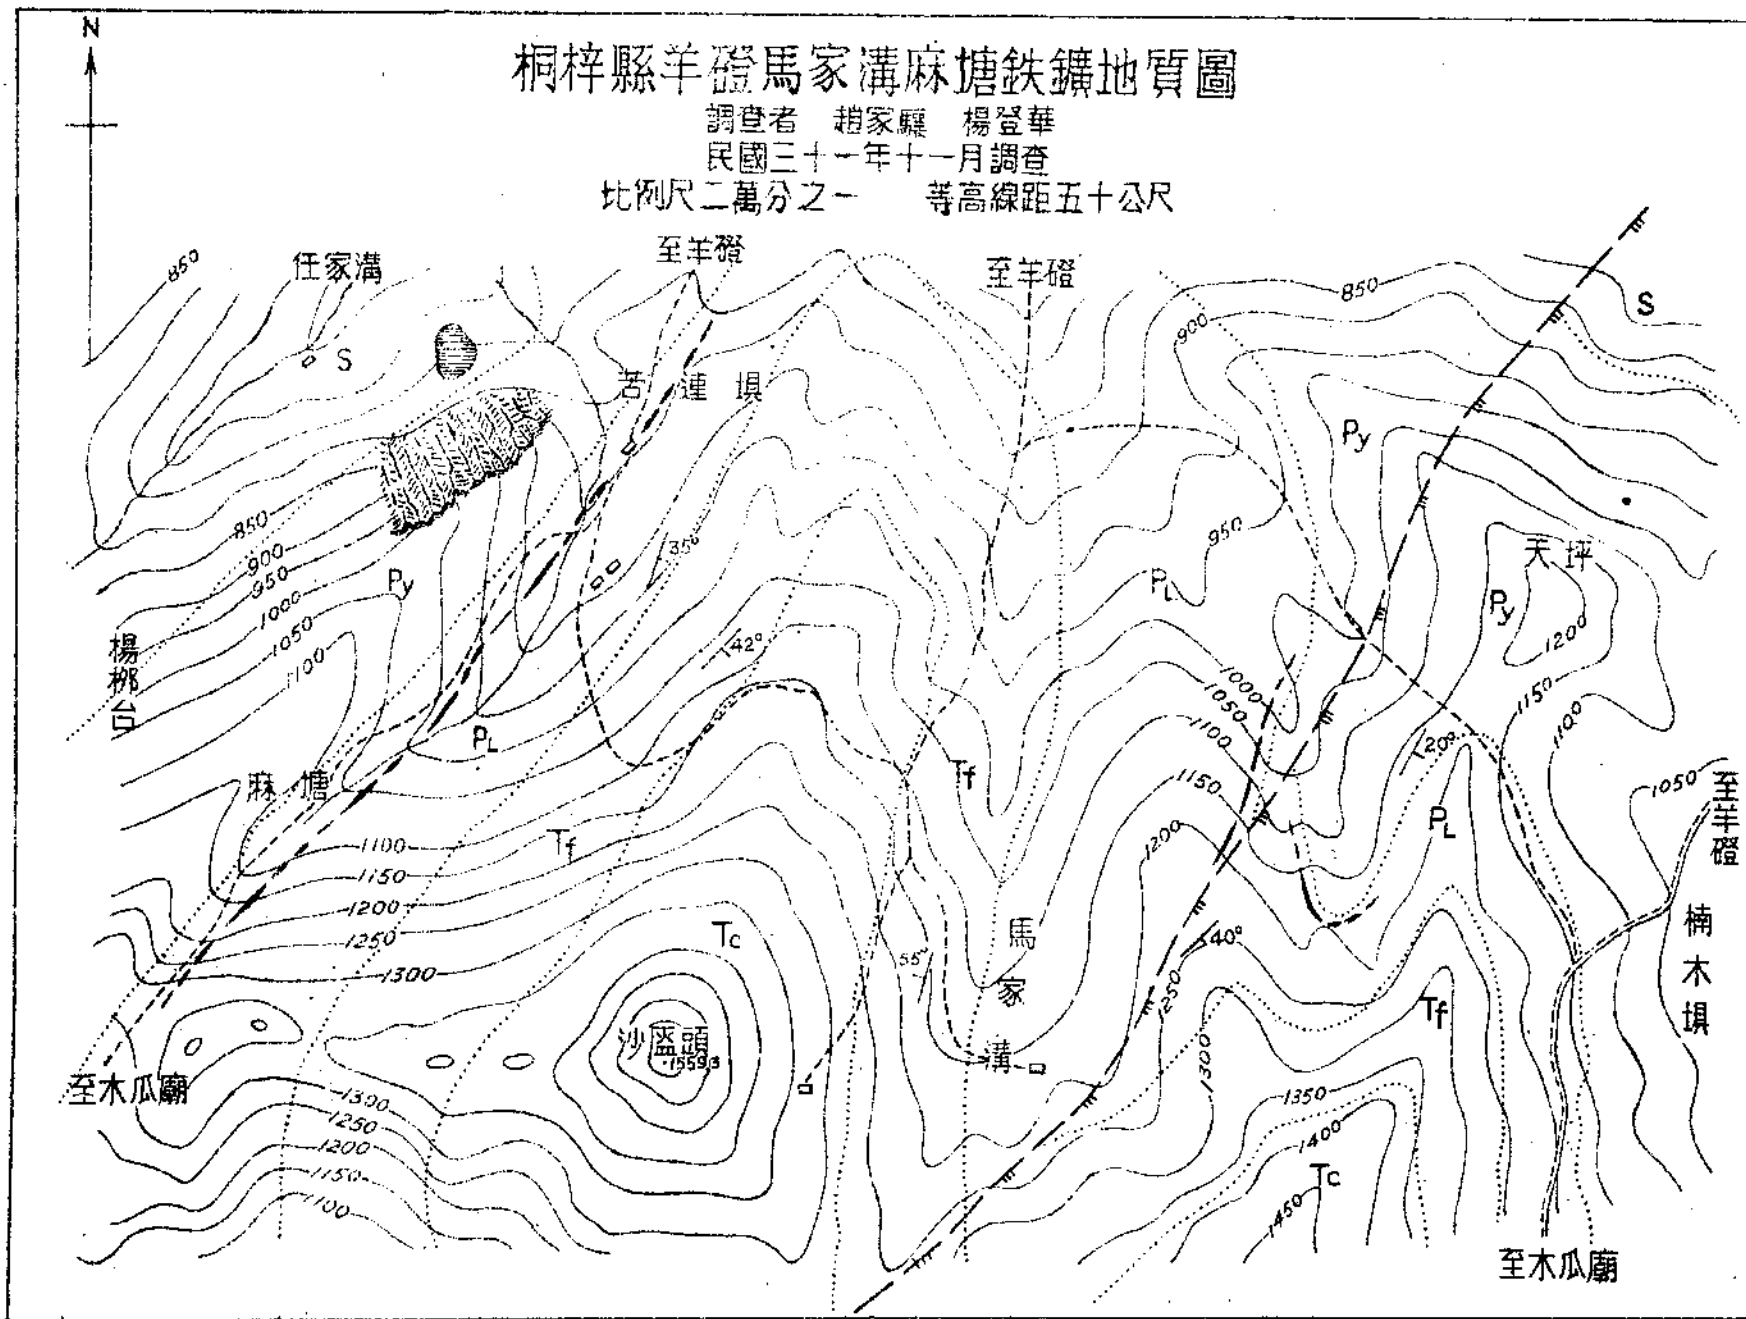 N
桐梓縣羊磴馬家溝麻塘鉄鑛地質圖
調查者 趙家驤 楊登華
民國三十一年十一月調查
比例尺二萬分之一 等高線距五十公尺
850
任家溝
至羊磴
至羊磴
850
S
900
S
苦連垻
Py
850
900
950
1000
1050
1100
Py
35°
950
PL
天坪
Py
1200
楊柳台
42°
1000
1050
1100
1150
1100
PL
20°
麻塘
Tf
1150
1050
至羊磴
1100
Tf
1200
PL
1150
1200
1250
1300
Tc
馬家溝
55°
40°
1250
Tf
楠木垻
沙盔頭
1300
至木瓜廟
1300
1250
1200
1150
1100
1350
1400
Tc
1450
至木瓜廟